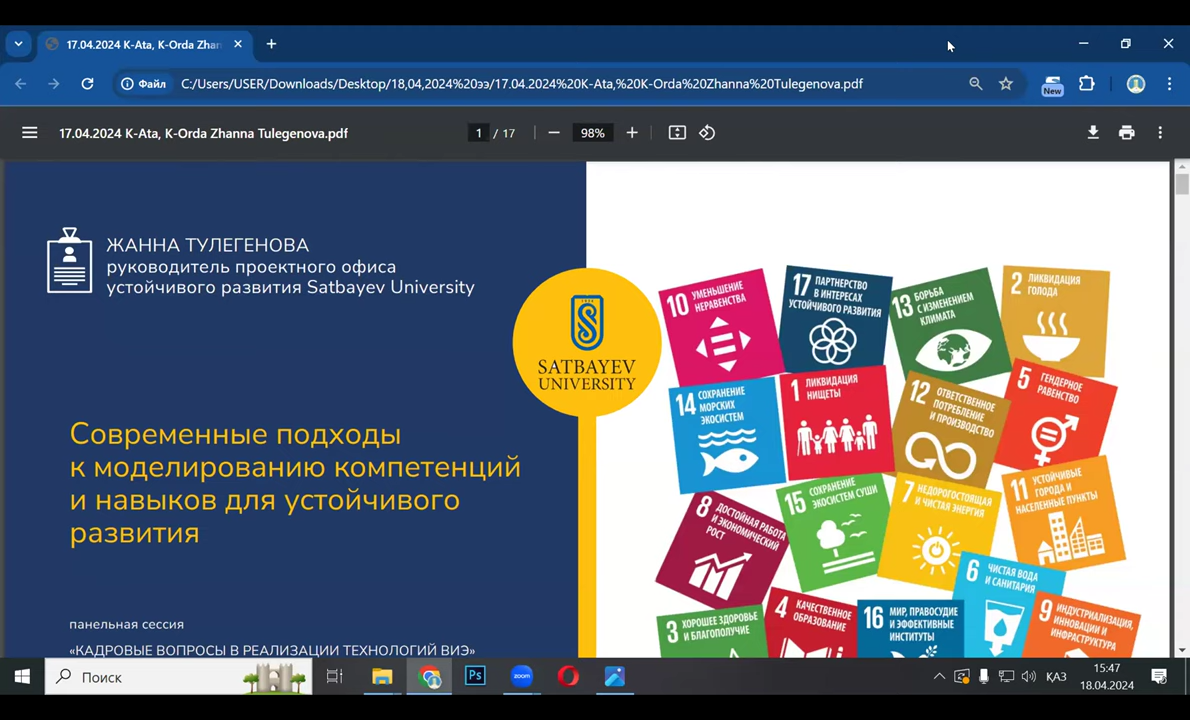 17.04.2024 K-Ata, K-Orda Zhan
Файл
C:/Users/USER/Downloads/Desktop/18,04,2024%20ээ/17.04.2024%20K-Ata,%20K-Orda%20Zhanna%20Tulegenova.pdf
New
17.04.2024 K-Ata, K-Orda Zhanna Tulegenova.pdf
1 / 17
98%
ЖАННА ТУЛЕГЕНОВА
руководитель проектного офиса
устойчивого развития Satbayev University
SATBAYEV
UNIVERSITY
Современные подходы
к моделированию компетенций
и навыков для устойчивого
развития
панельная сессия
«КАДРОВЫЕ ВОПРОСЫ В РЕАЛИЗАЦИИ ТЕХНОЛОГИЙ ВИЭ»
10 УМЕНЬШЕНИЕ
НЕРАВЕНСТВА
17 ПАРТНЕРСТВО
В ИНТЕРЕСАХ
УСТОЙЧИВОГО РАЗВИТИЯ
13 БОРЬБА
С ИЗМЕНЕНИЕМ
КЛИМАТА
2 ЛИКВИДАЦИЯ
ГОЛОДА
14 СОХРАНЕНИЕ
МОРСКИХ
ЭКОСИСТЕМ
1 ЛИКВИДАЦИЯ
НИЩЕТЫ
12 ОТВЕТСТВЕННОЕ
ПОТРЕБЛЕНИЕ
И ПРОИЗВОДСТВО
5 ГЕНДЕРНОЕ
РАВЕНСТВО
8 ДОСТОЙНАЯ РАБОТА
И ЭКОНОМИЧЕСКИЙ
РОСТ
15 СОХРАНЕНИЕ
ЭКОСИСТЕМ СУШИ
7 НЕДОРОГОСТОЯЩАЯ
И ЧИСТАЯ ЭНЕРГИЯ
11 УСТОЙЧИВЫЕ
ГОРОДА И
НАСЕЛЕННЫЕ ПУНКТЫ
3 ХОРОШЕЕ ЗДОРОВЬЕ
И БЛАГОПОЛУЧИЕ
4 КАЧЕСТВЕННОЕ
ОБРАЗОВАНИЕ
16 МИР, ПРАВОСУДИЕ
И ЭФФЕКТИВНЫЕ
ИНСТИТУТЫ
6 ЧИСТАЯ ВОДА
И САНИТАРИЯ
9 ИНДУСТРИАЛИЗАЦИЯ,
ИННОВАЦИИ И
ИНФРАСТРУКТУРА
Поиск
Ps
zoom
ҚАЗ
15:47
18.04.2024